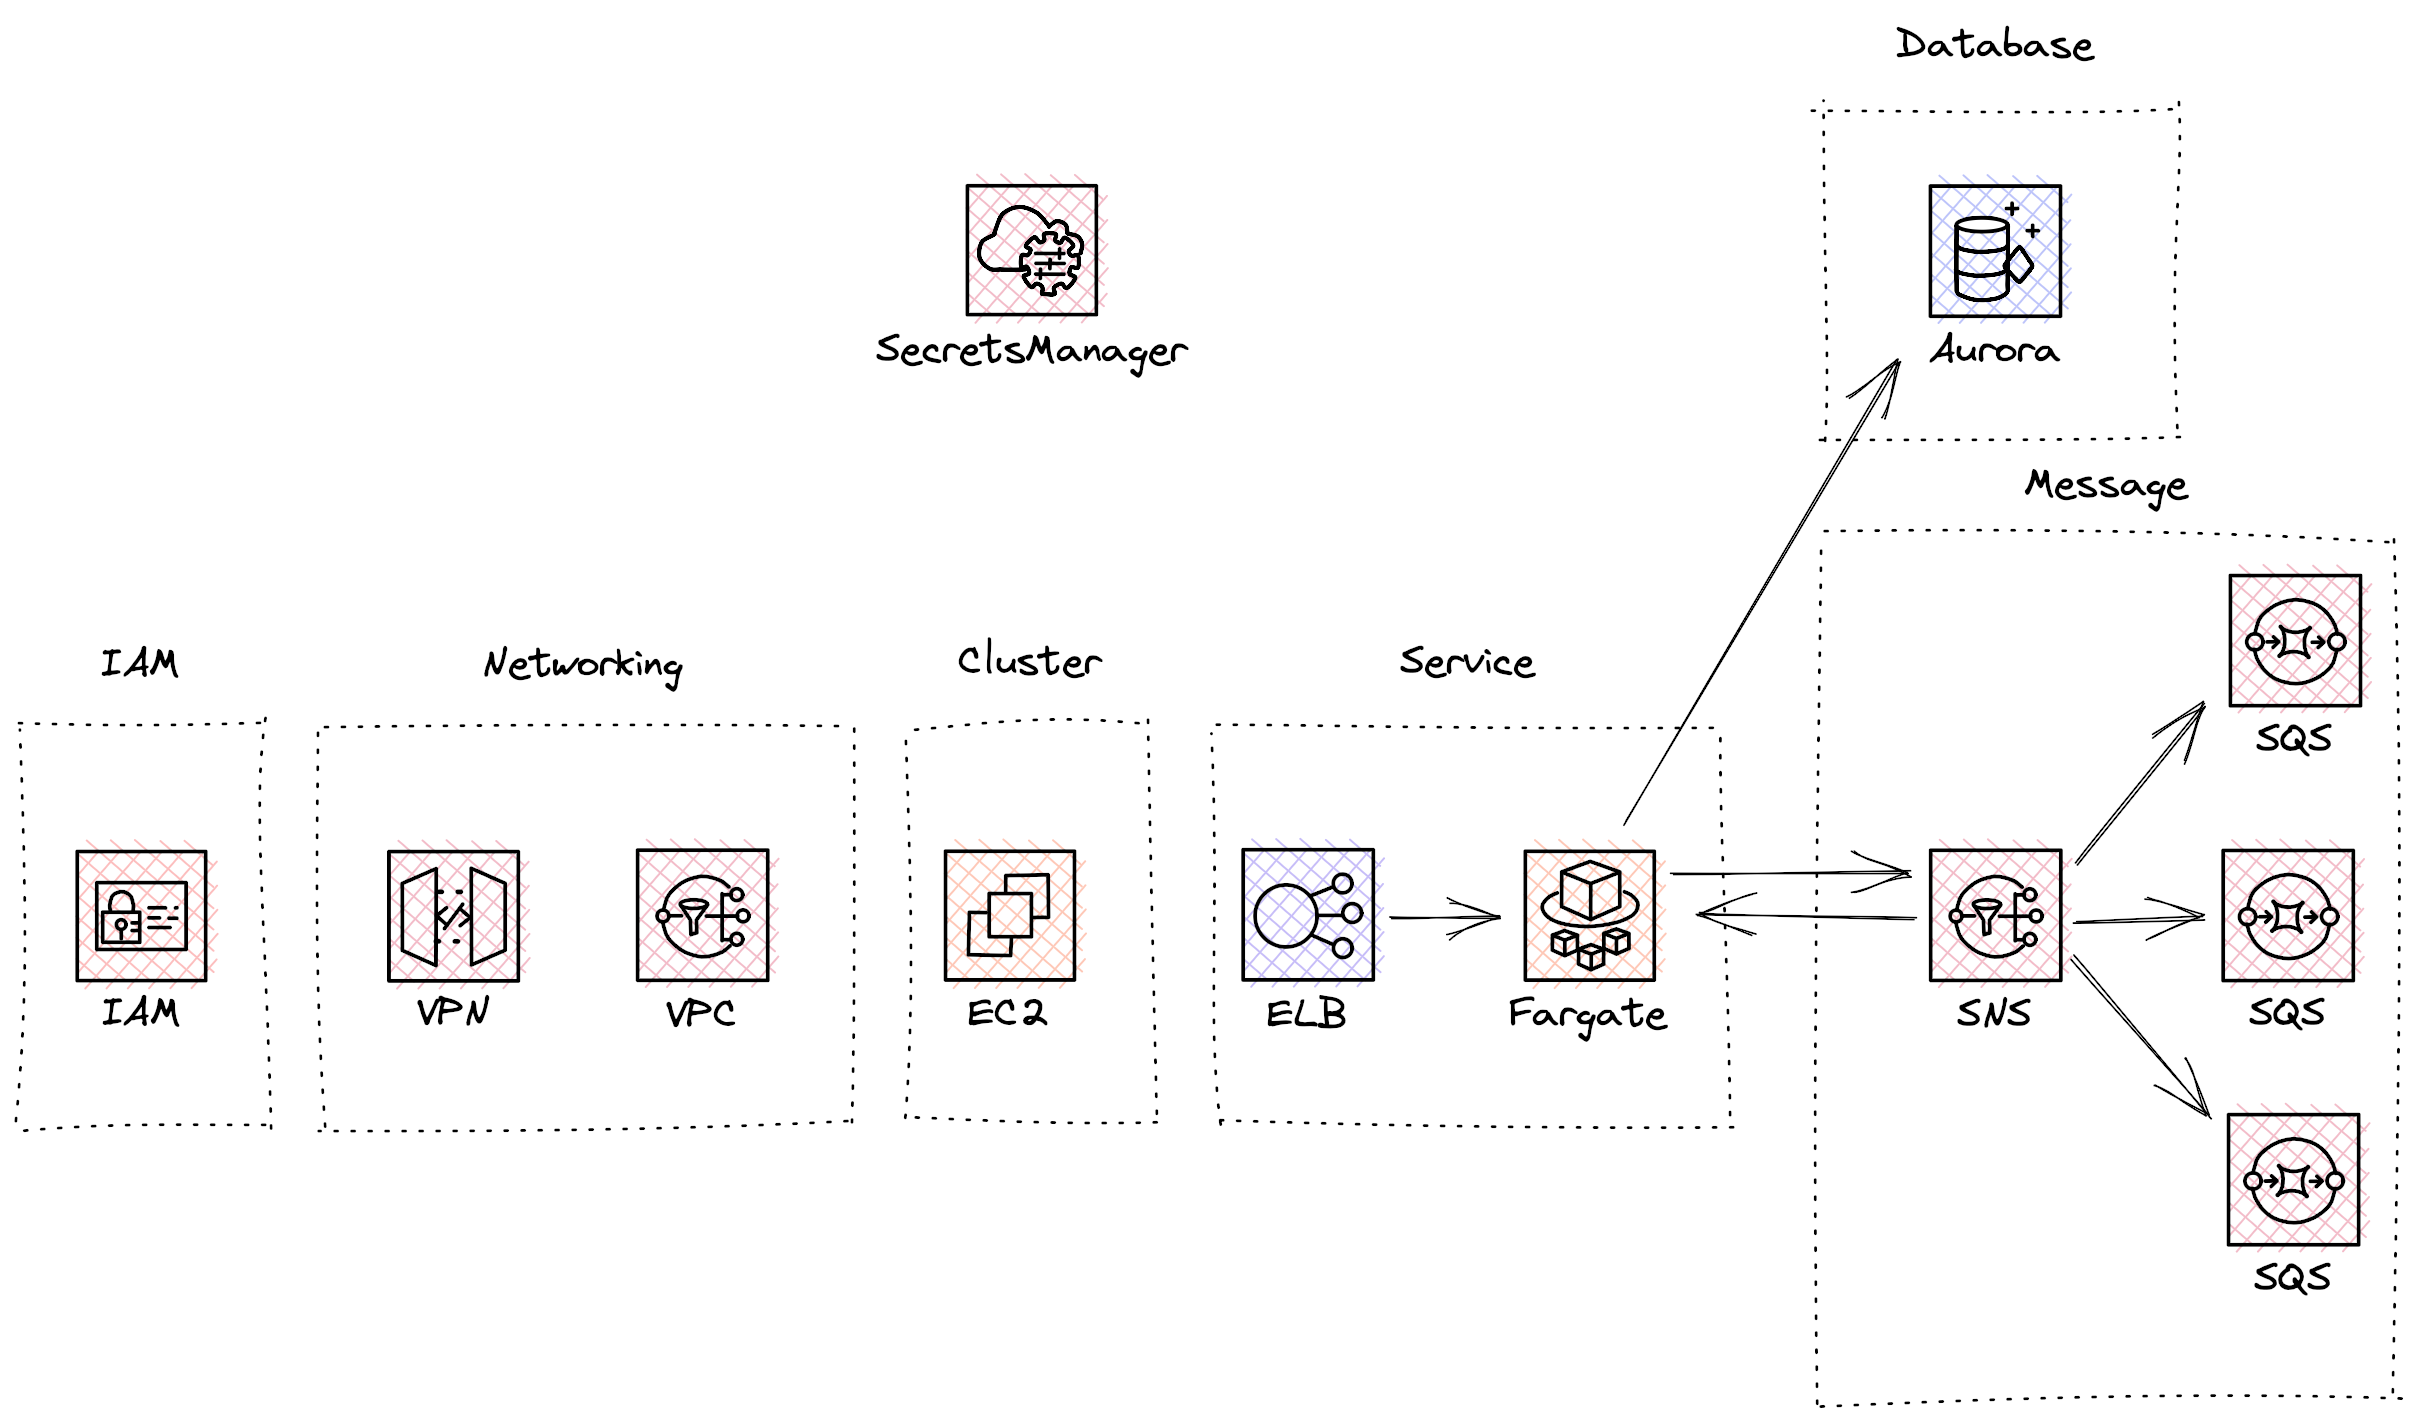 Database
SecretsManager
Aurora
Message
SQS
IAM
Networking
Cluster
Service
IAM
VPN
VPC
EC2
ELB
Fargate
SNS
SQS
SQS